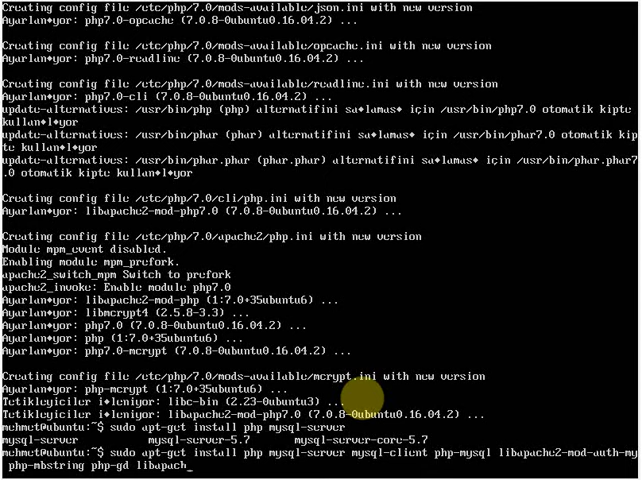 Creating config file /etc/php/7.0/mods-available/json.ini with new version
Ayarlan♦yor: php7.0-opcache (7.0.8-0ubuntu0.16.04.2) ...
Creating config file /etc/php/7.0/mods-available/opcache.ini with new version
Ayarlan♦yor: php7.0-readline (7.0.8-0ubuntu0.16.04.2) ...
Creating config file /etc/php/7.0/mods-available/readline.ini with new version
Ayarlan♦yor: php7.0-cli (7.0.8-0ubuntu0.16.04.2) ...
update-alternatives: /usr/bin/php (php) alternatifini sa♦lamas♦ için /usr/bin/php7.0 otomatik kipte
kullan♦l♦yor
update-alternatives: /usr/bin/phar (phar) alternatifini sa♦lamas♦ için /usr/bin/phar7.0 otomatik kip
te kullan♦l♦yor
update-alternatives: /usr/bin/phar.phar (phar.phar) alternatifini sa♦lamas♦ için /usr/bin/phar.phar7
.0 otomatik kipte kullan♦l♦yor
Creating config file /etc/php/7.0/cli/php.ini with new version
Ayarlan♦yor: libapache2-mod-php7.0 (7.0.8-0ubuntu0.16.04.2) ...
Creating config file /etc/php/7.0/apache2/php.ini with new version
Module mpm_event disabled.
Enabling module mpm_prefork.
apache2_switch_mpm Switch to prefork
apache2_invoke: Enable module php7.0
Ayarlan♦yor: libapache2-mod-php (1:7.0+35ubuntu6) ...
Ayarlan♦yor: libmcrypt4 (2.5.8-3.3) ...
Ayarlan♦yor: php7.0 (7.0.8-0ubuntu0.16.04.2) ...
Ayarlan♦yor: php (1:7.0+35ubuntu6) ...
Ayarlan♦yor: php7.0-mcrypt (7.0.8-0ubuntu0.16.04.2) ...
Creating config file /etc/php/7.0/mods-available/mcrypt.ini with new version
Ayarlan♦yor: php-mcrypt (1:7.0+35ubuntu6) ...
Tetikleyiciler i♦leniyor: libc-bin (2.23-0ubuntu3) ...
Tetikleyiciler i♦leniyor: libapache2-mod-php7.0 (7.0.8-0ubuntu0.16.04.2) ...
mehmet@ubuntu:~$ sudo apt-get install php mysql-server
mysql-server mysql-server-5.7 mysql-server-core-5.7
mehmet@ubuntu:~$ sudo apt-get install php mysql-server mysql-client php-mysql libapache2-mod-auth-my
php-mbstring php-gd libapach_